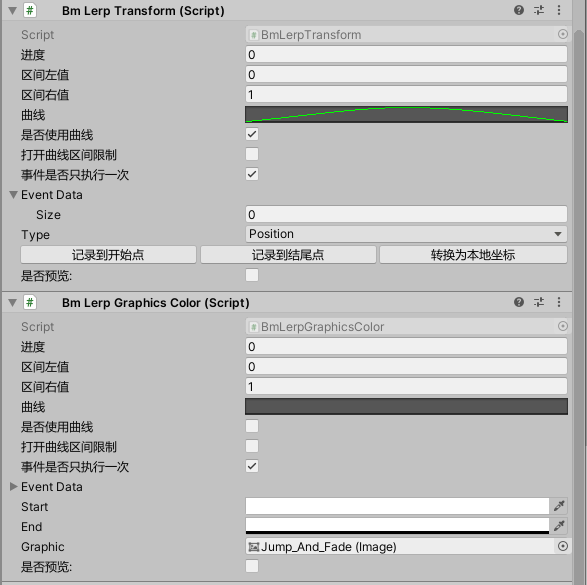 Bm Lerp Transform (Script)
Script BmLerpTransform
进度 0
区间左值 0
区间右值 1
曲线
是否使用曲线
打开曲线区间限制
事件是否只执行一次
Event Data
Size 0
Type Position
记录到开始点 记录到结尾点 转换为本地坐标
是否预览:
Bm Lerp Graphics Color (Script)
Script BmLerpGraphicsColor
进度 0
区间左值 0
区间右值 1
曲线
是否使用曲线
打开曲线区间限制
事件是否只执行一次
Event Data
Start
End
Graphic Jump_And_Fade (Image)
是否预览: